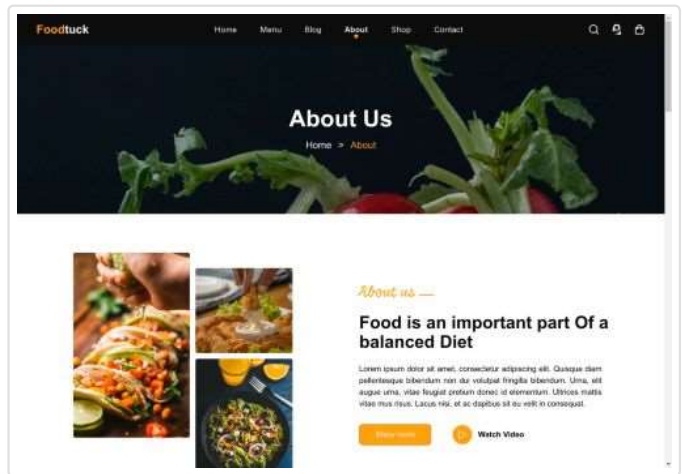 Foodtuck
Home Menu Blog About Shop Contact
About Us
Home > About
About us
Food is an important part Of a
balanced Diet
Lorem ipsum dolor sit amet, consectetur adipiscing elit. Quisque diam
pellentesque bibendum non dui volutpat fringilla bibendum. Urna, elit
augue urna, vitae feugiat pretium donec id elementum. Ultrices mattis
vitae mus risus. Lacus nisi, et ac dapibus sit eu velit in consequat.
Show more Watch Video